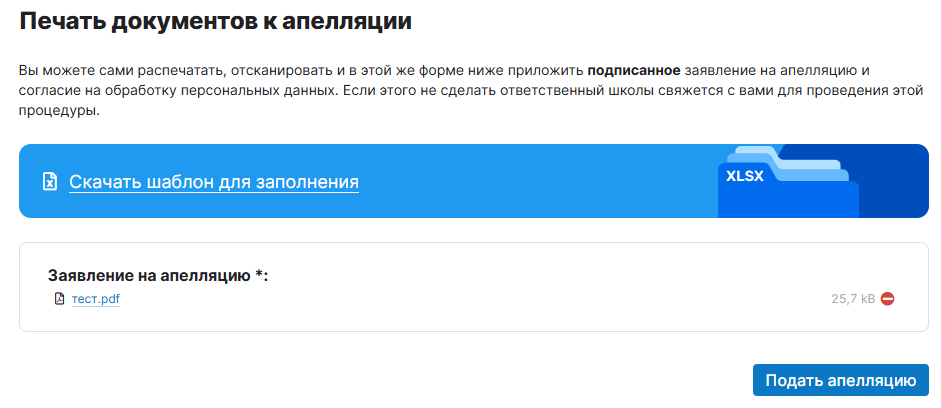 Печать документов к апелляции
Вы можете сами распечатать, отсканировать и в этой же форме ниже приложить подписанное заявление на апелляцию и
согласие на обработку персональных данных. Если этого не сделать ответственный школы свяжется с вами для проведения этой
процедуры.
Скачать шаблон для заполнения
XLSX
Заявление на апелляцию *:
тест.pdf
25,7 kB
Подать апелляцию